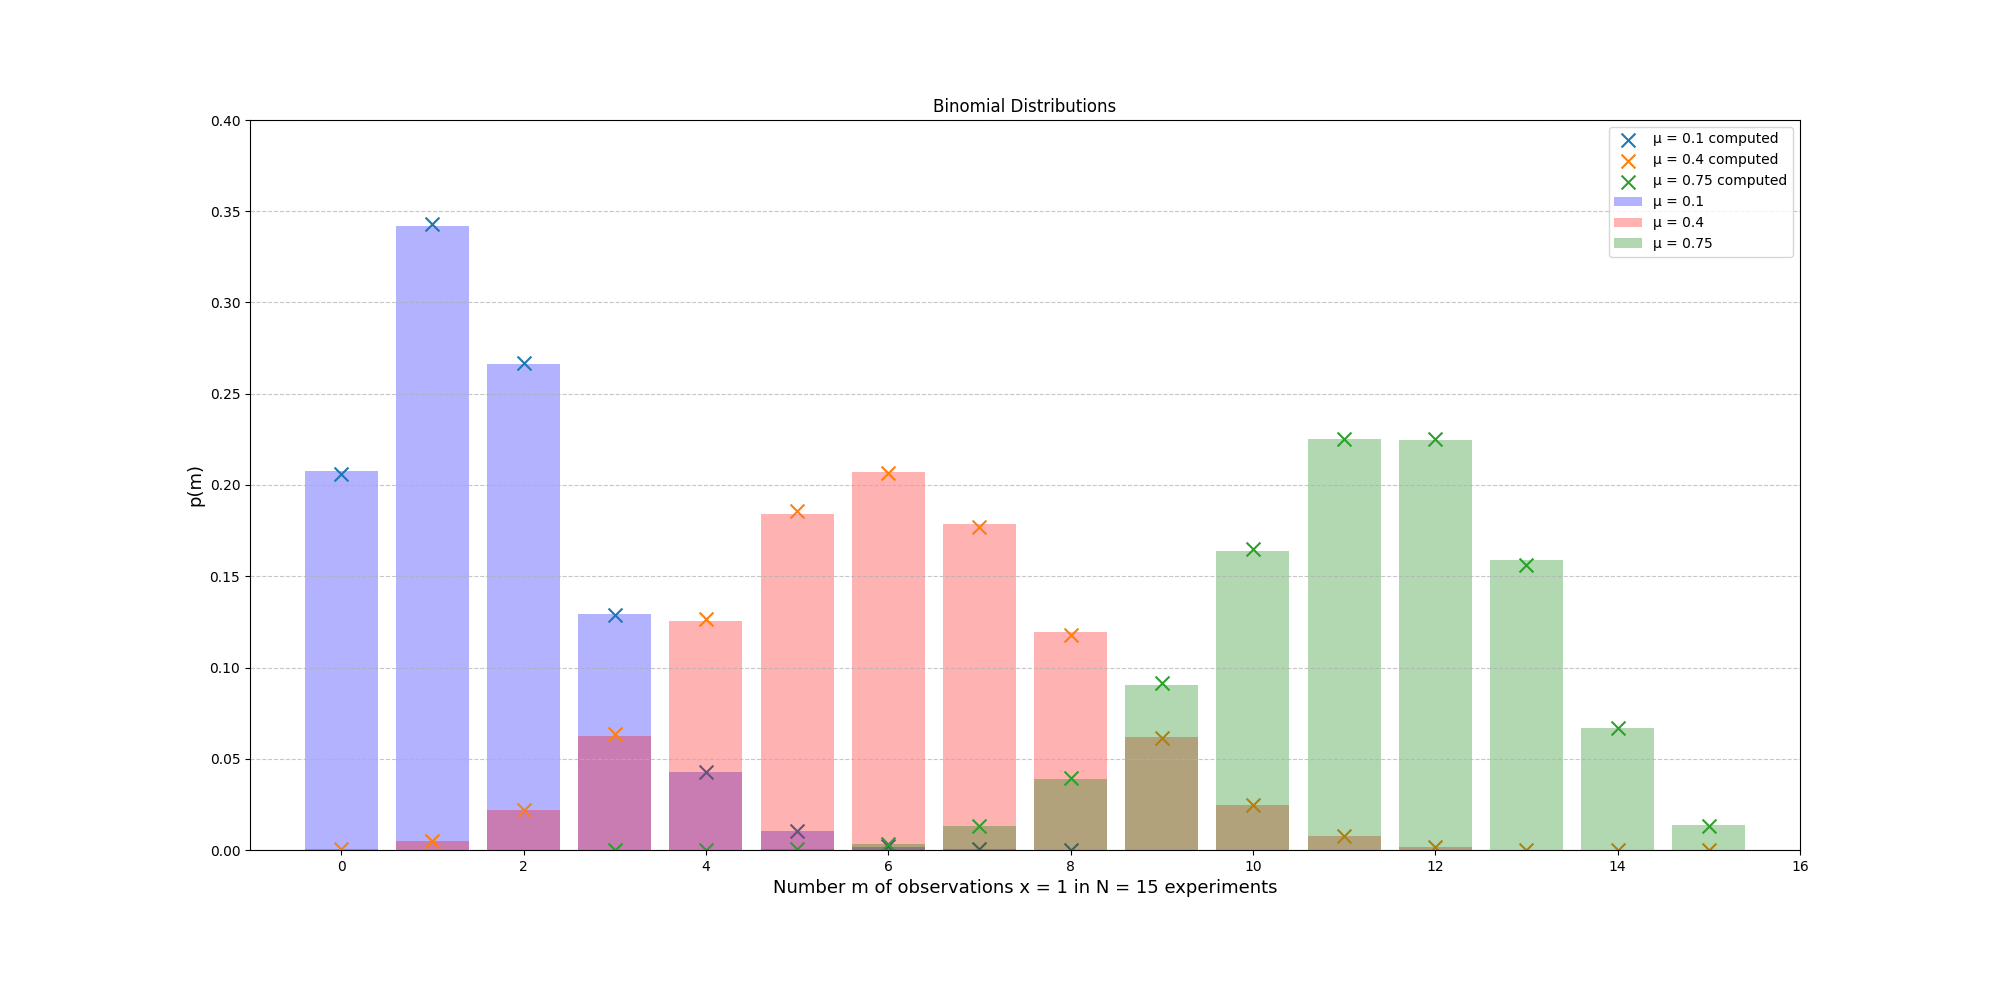 Binomial Distributions
0.40
0.35
0.30
0.25
0.20
0.15
0.10
0.05
0.00
p(m)
μ = 0.1 computed
μ = 0.4 computed
μ = 0.75 computed
μ = 0.1
μ = 0.4
μ = 0.75
0 2 4 6 8 10 12 14 16
Number m of observations x = 1 in N = 15 experiments